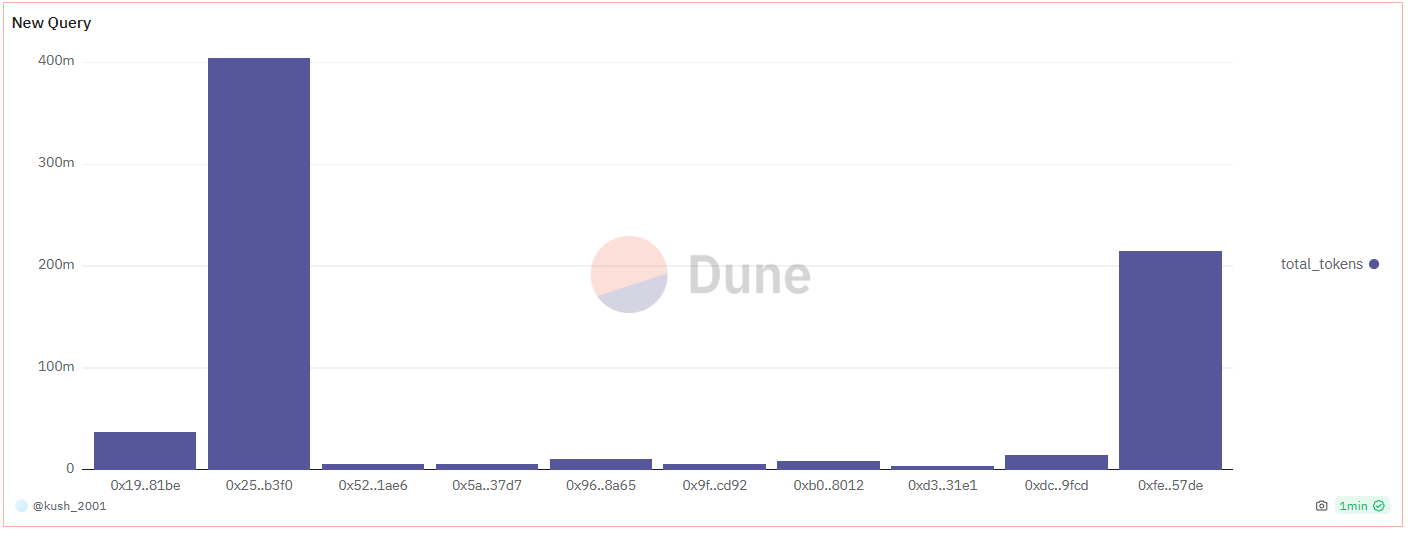 New Query
400m
300m
200m
100m
0
Dune
total_tokens
0x19..81be 0x25..b3f0 0x52..1ae6 0x5a..37d7 0x96..8a65 0x9f..cd92 0xb0..8012 0xd3..31e1 0xdc..9fcd 0xfe..57de
@kush_2001 1min